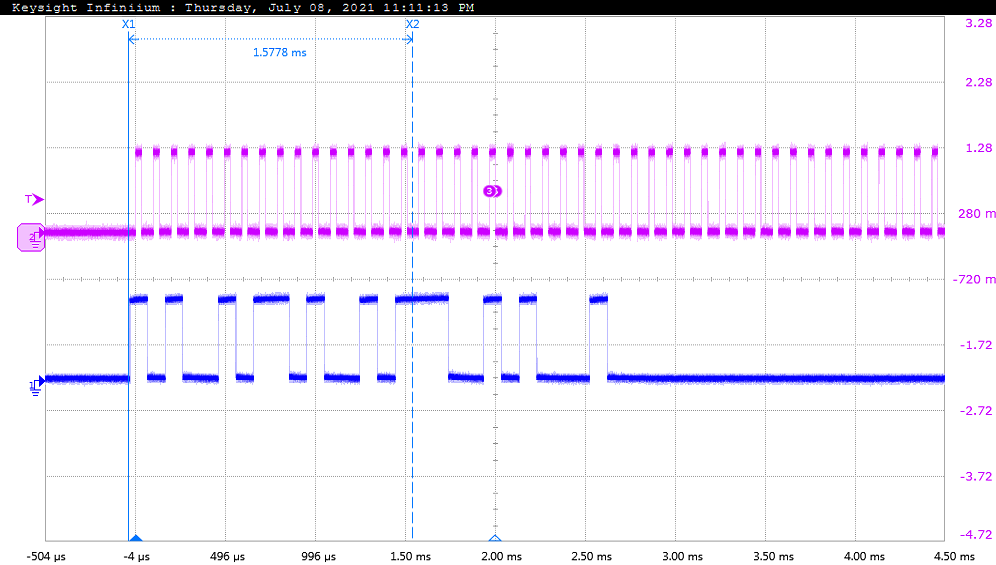 Keysight Infiniium : Thursday, July 08, 2021 11:11:13 PM
X1 X2
3.28
1.5778 ms
2.28
1.28
T
3
280 m
2
-720 m
-1.72
1
-2.72
-3.72
-4.72
-504 µs -4 µs 496 µs 996 µs 1.50 ms 2.00 ms 2.50 ms 3.00 ms 3.50 ms 4.00 ms 4.50 ms